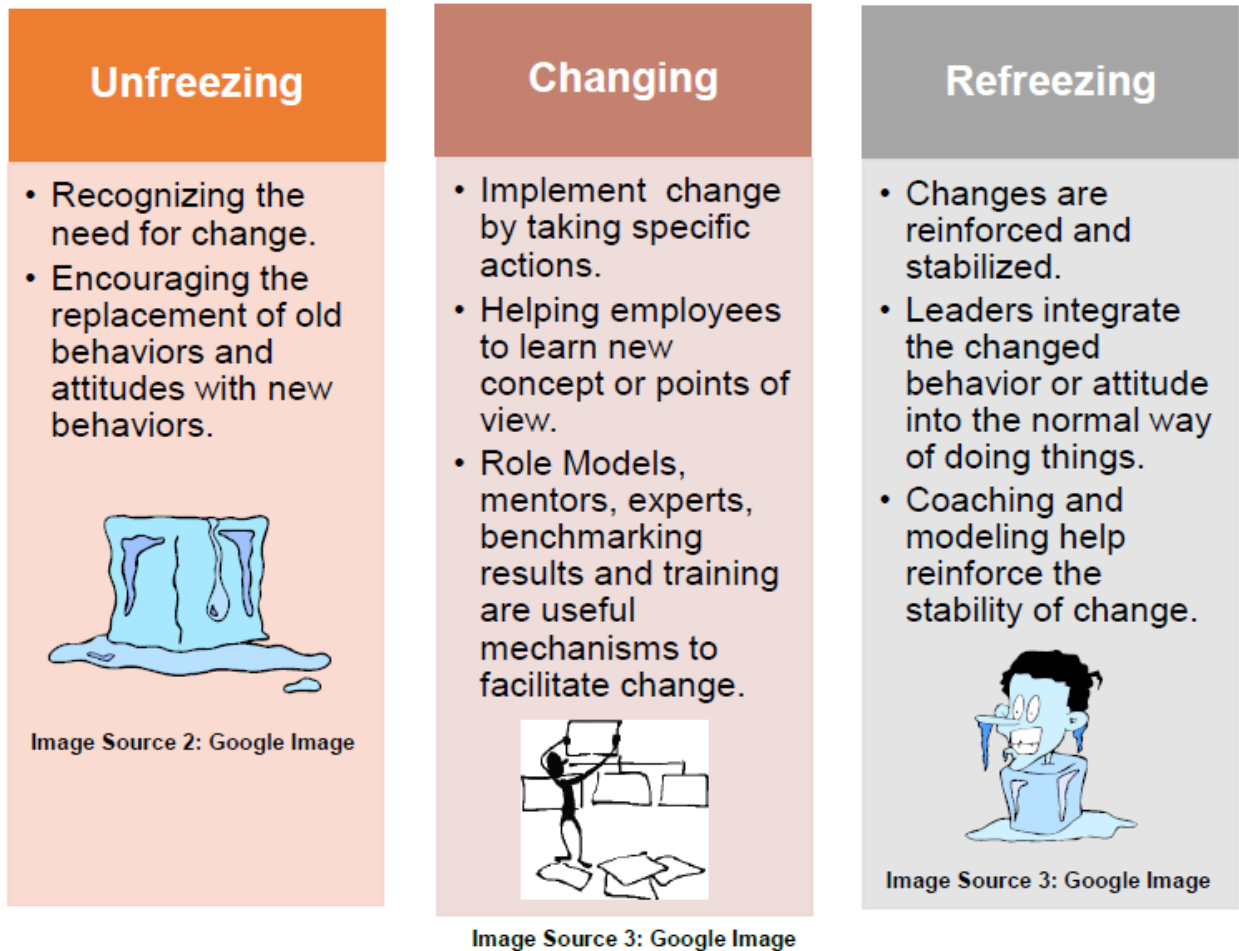 Unfreezing
• Recognizing the
need for change.
• Encouraging the
replacement of old
behaviors and
attitudes with new
behaviors.
Image Source 2: Google Image
Changing
• Implement change
by taking specific
actions.
• Helping employees
to learn new
concept or points of
view.
• Role Models,
mentors, experts,
benchmarking
results and training
are useful
mechanisms to
facilitate change.
Image Source 3: Google Image
Refreezing
• Changes are
reinforced and
stabilized.
• Leaders integrate
the changed
behavior or attitude
into the normal way
of doing things.
• Coaching and
modeling help
reinforce the
stability of change.
Image Source 3: Google Image